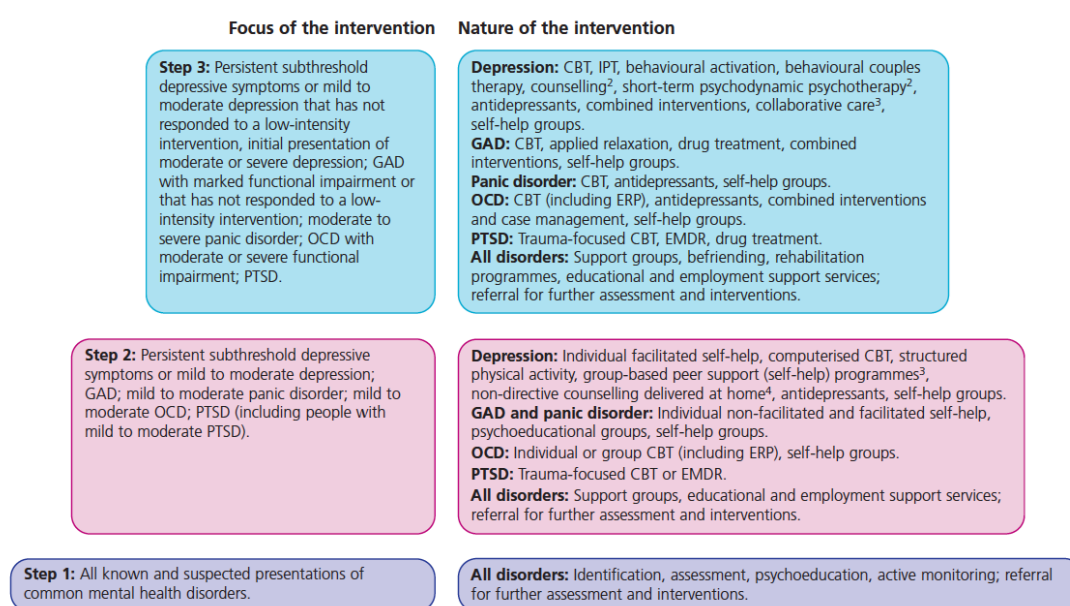 Focus of the intervention
Nature of the intervention
Step 3: Persistent subthreshold
depressive symptoms or mild to
moderate depression that has not
responded to a low-intensity
intervention, initial presentation of
moderate or severe depression; GAD
with marked functional impairment or
that has not responded to a low-
intensity intervention; moderate to
severe panic disorder; OCD with
moderate or severe functional
impairment; PTSD.
Depression: CBT, IPT, behavioural activation, behavioural couples
therapy, counselling², short-term psychodynamic psychotherapy²,
antidepressants, combined interventions, collaborative care³,
self-help groups.
GAD: CBT, applied relaxation, drug treatment, combined
interventions, self-help groups.
Panic disorder: CBT, antidepressants, self-help groups.
OCD: CBT (including ERP), antidepressants, combined interventions
and case management, self-help groups.
PTSD: Trauma-focused CBT, EMDR, drug treatment.
All disorders: Support groups, befriending, rehabilitation
programmes, educational and employment support services;
referral for further assessment and interventions.
Step 2: Persistent subthreshold depressive
symptoms or mild to moderate depression;
GAD; mild to moderate panic disorder; mild to
moderate OCD; PTSD (including people with
mild to moderate PTSD).
Depression: Individual facilitated self-help, computerised CBT, structured
physical activity, group-based peer support (self-help) programmes³,
non-directive counselling delivered at home⁴, antidepressants, self-help groups.
GAD and panic disorder: Individual non-facilitated and facilitated self-help,
psychoeducational groups, self-help groups.
OCD: Individual or group CBT (including ERP), self-help groups.
PTSD: Trauma-focused CBT or EMDR.
All disorders: Support groups, educational and employment support services;
referral for further assessment and interventions.
Step 1: All known and suspected presentations of
common mental health disorders.
All disorders: Identification, assessment, psychoeducation, active monitoring; referral
for further assessment and interventions.